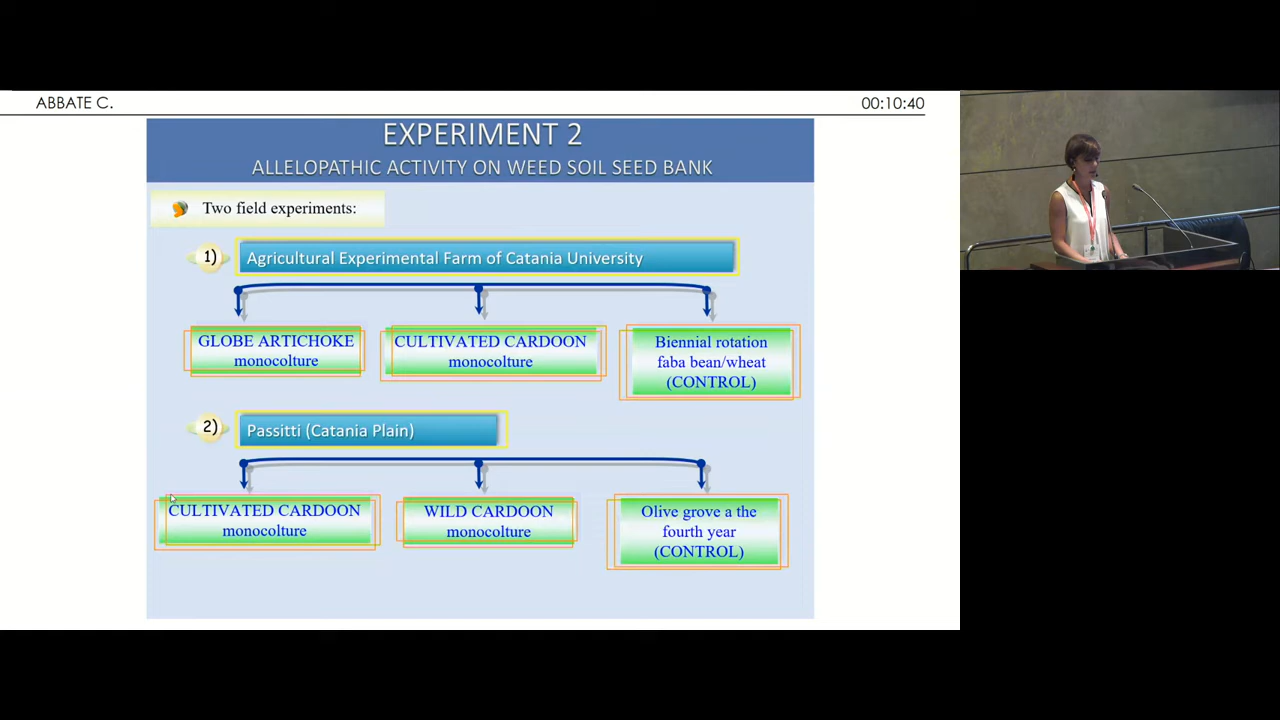 ABBATE C.
00:10:40
EXPERIMENT 2
ALLELOPATHIC ACTIVITY ON WEED SOIL SEED BANK
Two field experiments:
1)
Agricultural Experimental Farm of Catania University
GLOBE ARTICHOKE
monocolture
CULTIVATED CARDOON
monocolture
Biennial rotation
faba bean/wheat
(CONTROL)
2)
Passitti (Catania Plain)
CULTIVATED CARDOON
monocolture
WILD CARDOON
monocolture
Olive grove a the
fourth year
(CONTROL)